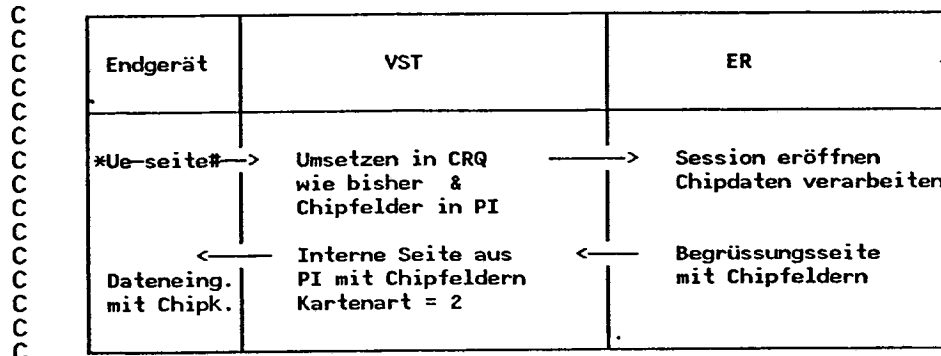 C
C
C
C Endgerät VST ER
C
C
C
C *Ue-seite#--> Umsetzen in CRQ -----> Session eröffnen
C wie bisher & Chipdaten verarbeiten
C Chipfelder in PI
C
C <---- Interne Seite aus <---- Begrüssungsseite
C Dateneing. PI mit Chipfeldern mit Chipfeldern
C mit Chipk. Kartenart = 2
C
C